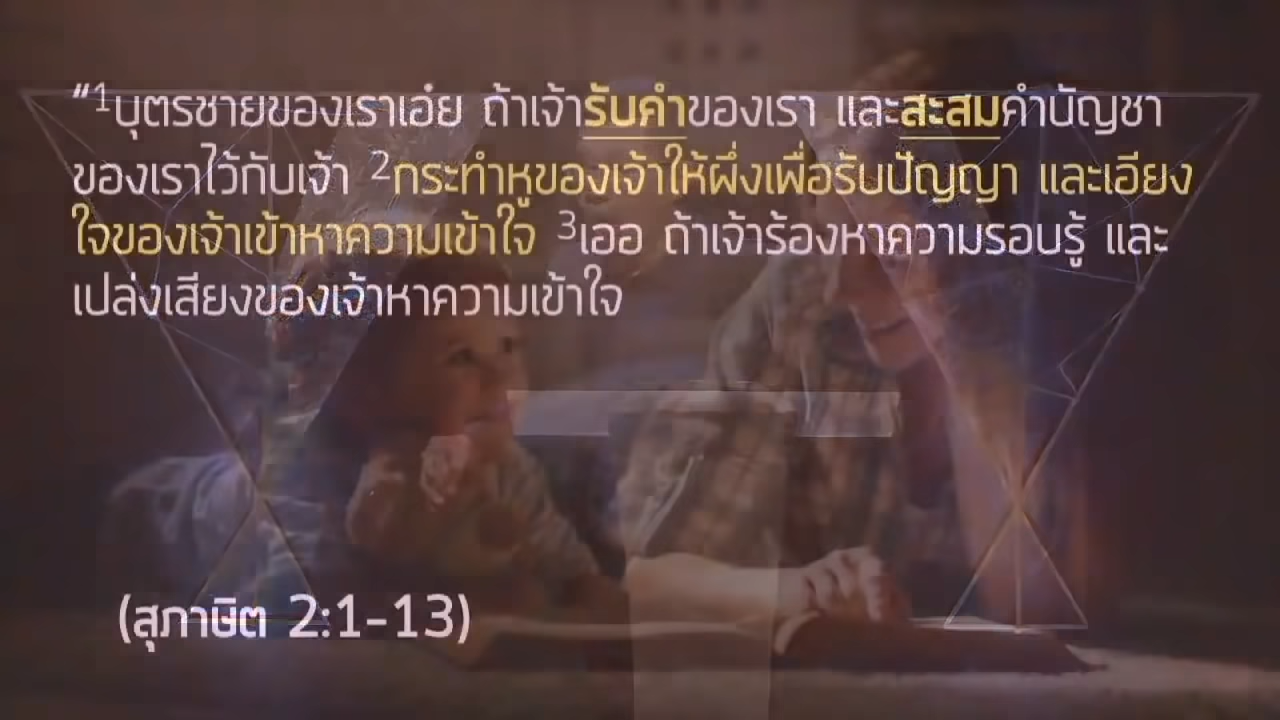 “1บุตรชายของเราเอ๋ย ถ้าเจ้ารับคำของเรา และสะสมคำบัญชา
ของเราไว้กับเจ้า 2กระทำหูของเจ้าให้ผึ่งเพื่อรับปัญญา และเอียง
ใจของเจ้าเข้าหาความเข้าใจ 3เออ ถ้าเจ้าร้องหาความรอบรู้ และ
เปล่งเสียงของเจ้าหาความเข้าใจ
(สุภาษิต 2:1-13)